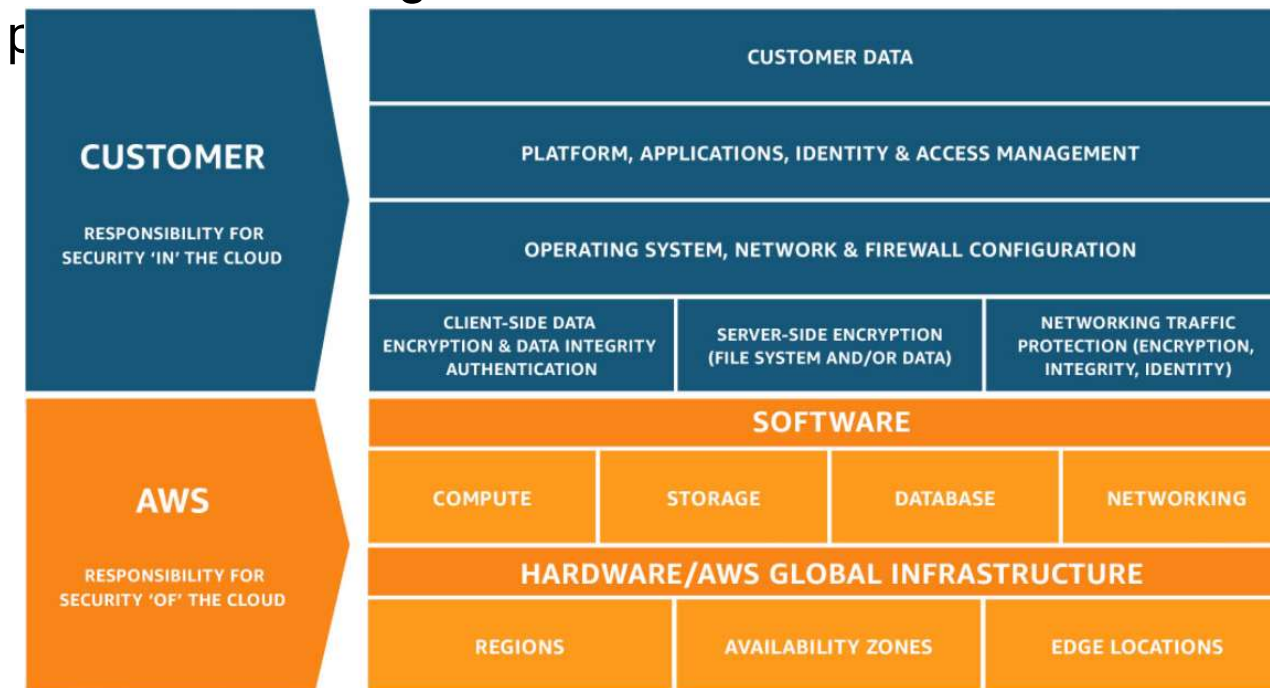 CUSTOMER
RESPONSIBILITY FOR
SECURITY ‘IN’ THE CLOUD
CUSTOMER DATA
PLATFORM, APPLICATIONS, IDENTITY & ACCESS MANAGEMENT
OPERATING SYSTEM, NETWORK & FIREWALL CONFIGURATION
CLIENT-SIDE DATA
ENCRYPTION & DATA INTEGRITY
AUTHENTICATION
SERVER-SIDE ENCRYPTION
(FILE SYSTEM AND/OR DATA)
NETWORKING TRAFFIC
PROTECTION (ENCRYPTION,
INTEGRITY, IDENTITY)
AWS
RESPONSIBILITY FOR
SECURITY ‘OF’ THE CLOUD
SOFTWARE
COMPUTE
STORAGE
DATABASE
NETWORKING
HARDWARE/AWS GLOBAL INFRASTRUCTURE
REGIONS
AVAILABILITY ZONES
EDGE LOCATIONS